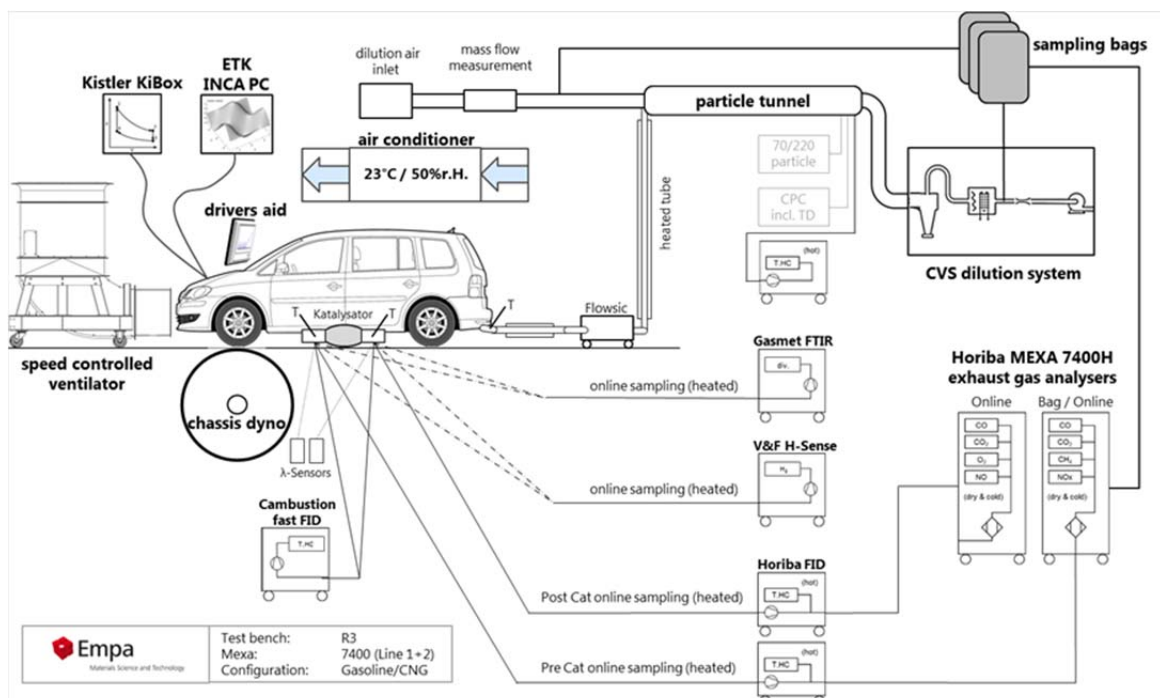 dilution air
inlet
mass flow
measurement
sampling bags
Kistler KiBox
ETK
INCA PC
particle tunnel
air conditioner
23°C / 50%r.H.
70/220
particle
CPC
incl. TD
heated tube
drivers aid
(hot)
T.HC
CVS dilution system
T
Katalysator
T
T
Flowsic
speed controlled
ventilator
chassis dyno
λ-Sensors
Gasmet FTIR
div.
online sampling (heated)
V&F H-Sense
H₂
online sampling (heated)
Horiba MEXA 7400H
exhaust gas analysers
Online
CO
CO₂
O₂
NO
(dry & cold)
Bag / Online
CO
CO₂
CH₄
NOx
(dry & cold)
Cambustion
fast FID
T.HC
Horiba FID
(hot)
T.HC
Post Cat online sampling (heated)
(hot)
T.HC
Pre Cat online sampling (heated)
Empa
Materials Science and Technology
Test bench: R3
Mexa: 7400 (Line 1+2)
Configuration: Gasoline/CNG